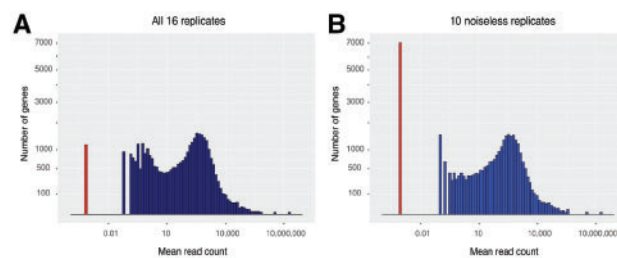 A
All 16 replicates
Number of genes
7000
5000
3000
1000
500
100
0.01
10
10,000
10,000,000
Mean read count
B
10 noiseless replicates
Number of genes
7000
5000
3000
1000
500
100
0.01
10
10,000
10,000,000
Mean read count